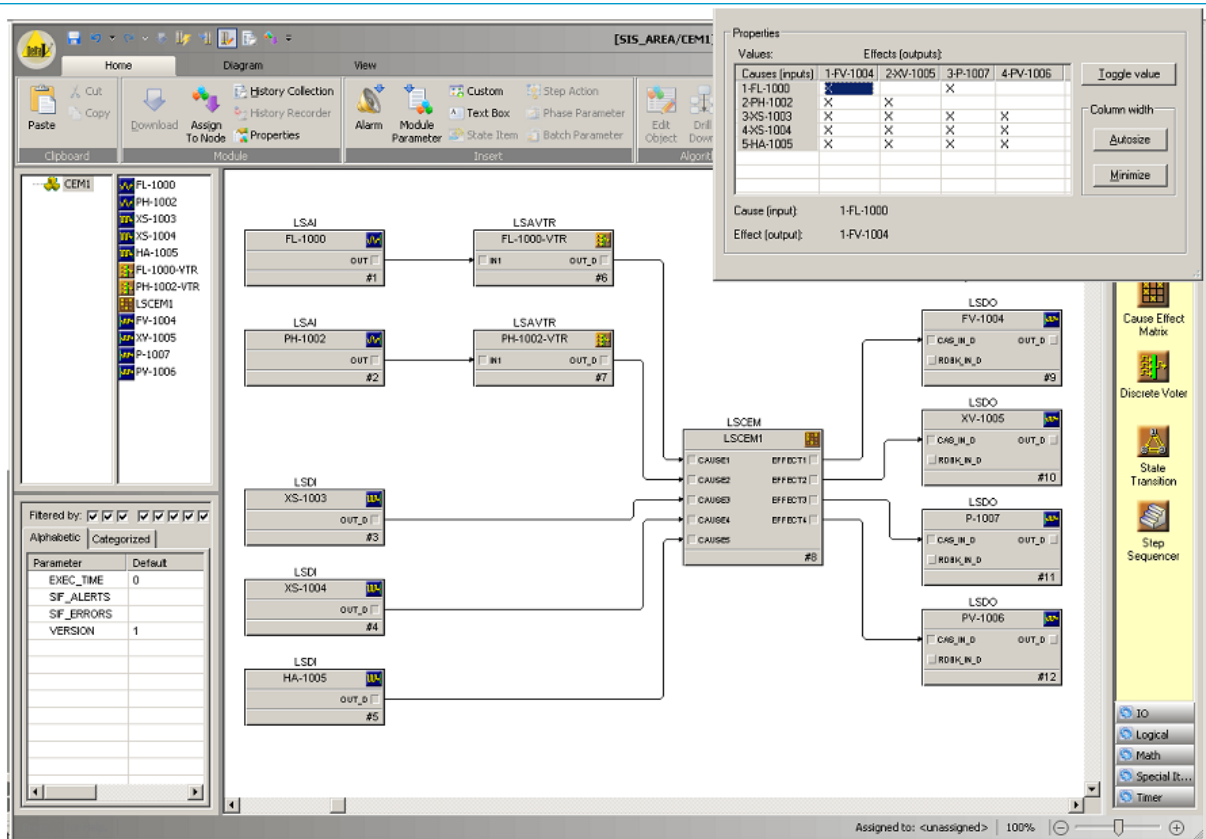 [SIS_AREA/CEM1]
Home Diagram View
Paste
Cut
Copy
Clipboard
Download
Assign
To Node
History Collection
History Recorder
Properties
Module
Alarm
Module
Parameter
Custom
Text Box
State Item
Step Action
Phase Parameter
Batch Parameter
Insert
Edit
Object
Drill
Down
Properties
Values: Effects (outputs):
Causes (inputs) 1-FV-1004 2-XV-1005 3-P-1007 4-PV-1006
1-FL-1000 X X
2-PH-1002 X X
3-XS-1003 X X X X
4-XS-1004 X X X X
5-HA-1005 X X X X
Cause (input): 1-FL-1000
Effect (output): 1-FV-1004
Toggle value
Column width
Autosize
Minimize
CEM1
FL-1000
PH-1002
XS-1003
XS-1004
HA-1005
FL-1000-VTR
PH-1002-VTR
LSCEM1
FV-1004
XV-1005
P-1007
PV-1006
Filtered by:
Alphabetic Categorized
Parameter Default
EXEC_TIME 0
SIF_ALERTS
SIF_ERRORS
VERSION 1
LSAI
FL-1000
OUT
#1
LSAVTR
FL-1000-VTR
IN1 OUT_D
#6
LSAI
PH-1002
OUT
#2
LSAVTR
PH-1002-VTR
IN1 OUT_D
#7
LSDI
XS-1003
OUT_D
#3
LSDI
XS-1004
OUT_D
#4
LSDI
HA-1005
OUT_D
#5
LSCEM
LSCEM1
CAUSE1 EFFECT1
CAUSE2 EFFECT2
CAUSE3 EFFECT3
CAUSE4 EFFECT4
CAUSE5
#8
LSDO
FV-1004
CAS_IN_D OUT_D
RDBK_IN_D
#9
LSDO
XV-1005
CAS_IN_D OUT_D
RDBK_IN_D
#10
LSDO
P-1007
CAS_IN_D OUT_D
RDBK_IN_D
#11
LSDO
PV-1006
CAS_IN_D OUT_D
RDBK_IN_D
#12
Cause Effect
Matrix
Discrete Voter
State
Transition
Step
Sequencer
IO
Logical
Math
Special It...
Timer
Assigned to: <unassigned> 100%